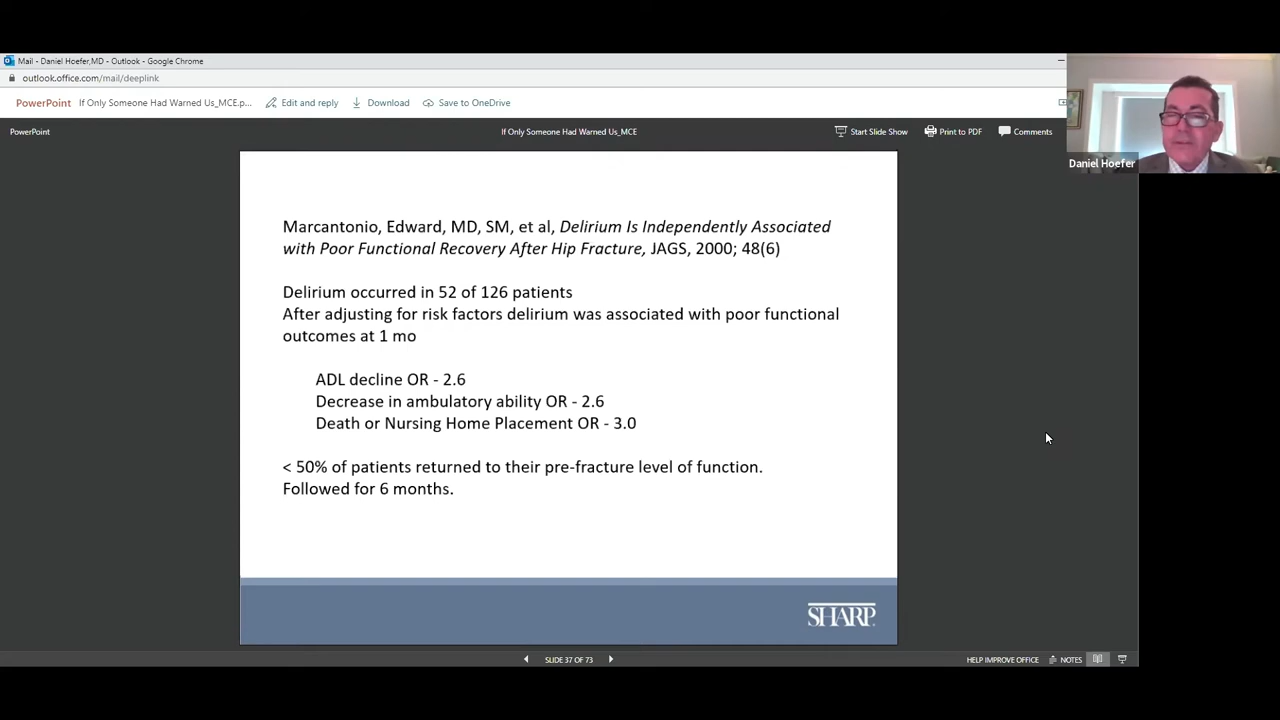 Mail - Daniel Hoefer,MD - Outlook - Google Chrome
outlook.office.com/mail/deeplink
PowerPoint If Only Someone Had Warned Us_MCE.p... Edit and reply Download Save to OneDrive
PowerPoint If Only Someone Had Warned Us_MCE Start Slide Show Print to PDF Comments
Daniel Hoefer
Marcantonio, Edward, MD, SM, et al, Delirium Is Independently Associated
with Poor Functional Recovery After Hip Fracture, JAGS, 2000; 48(6)
Delirium occurred in 52 of 126 patients
After adjusting for risk factors delirium was associated with poor functional
outcomes at 1 mo
ADL decline OR - 2.6
Decrease in ambulatory ability OR - 2.6
Death or Nursing Home Placement OR - 3.0
< 50% of patients returned to their pre-fracture level of function.
Followed for 6 months.
SHARP
SLIDE 37 OF 73 HELP IMPROVE OFFICE NOTES